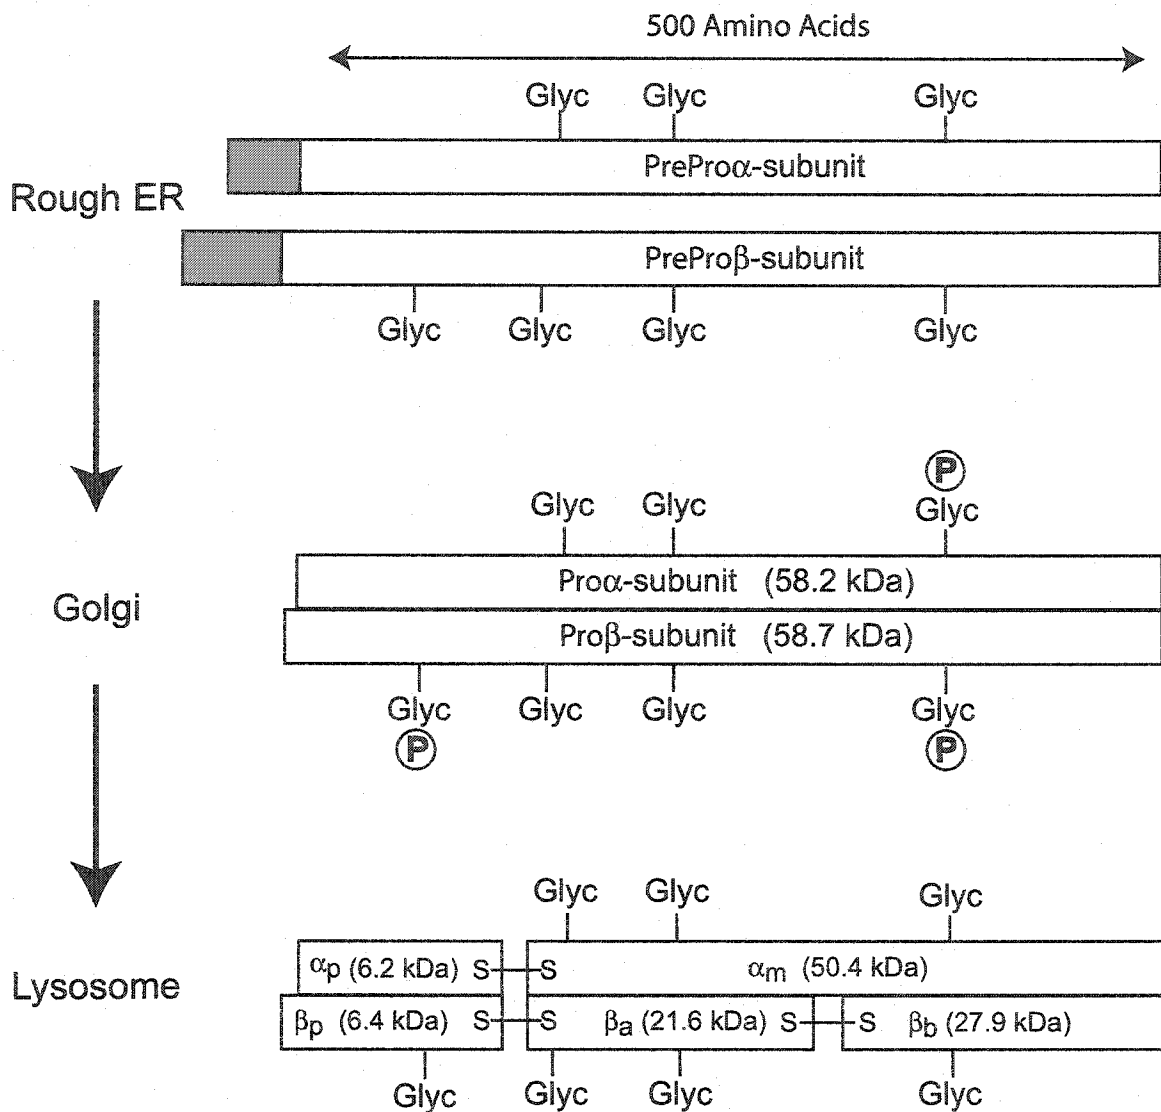 500 Amino Acids
Glyc Glyc Glyc
PreProα-subunit
Rough ER
PreProβ-subunit
Glyc Glyc Glyc Glyc
P
Glyc Glyc Glyc
Proα-subunit (58.2 kDa)
Golgi
Proβ-subunit (58.7 kDa)
Glyc Glyc Glyc Glyc
P P
Glyc Glyc Glyc
αp (6.2 kDa) S S αm (50.4 kDa)
Lysosome
βp (6.4 kDa) S S βa (21.6 kDa) S S βb (27.9 kDa)
Glyc Glyc Glyc Glyc